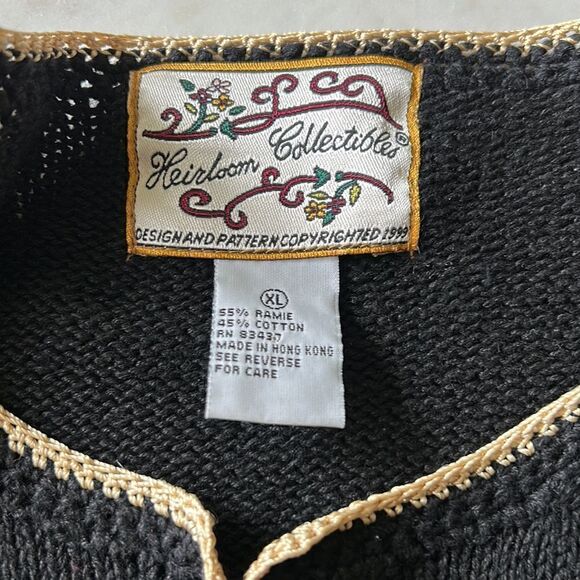 Heirloom Collectibles®
DESIGN AND PATTERN COPYRIGHTED 1999
XL
55% RAMIE
45% COTTON
RN 83437
MADE IN HONG KONG
SEE REVERSE
FOR CARE